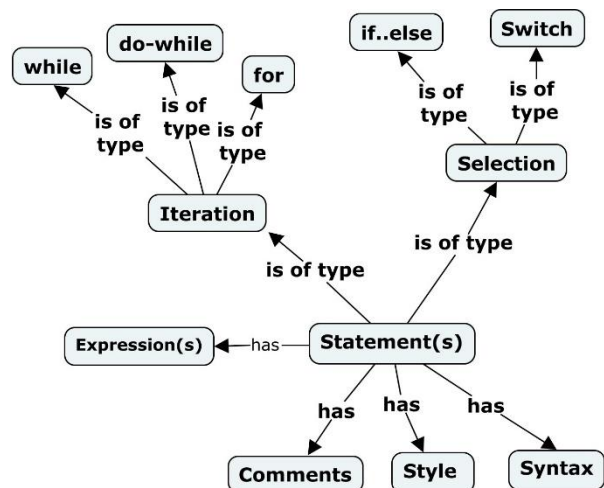 do-while
while
for
is of
type
is of
type
is of
type
Iteration
if..else
Switch
is of
type
is of
type
Selection
is of type
is of type
Expression(s)
has
Statement(s)
has
has
has
Comments
Style
Syntax